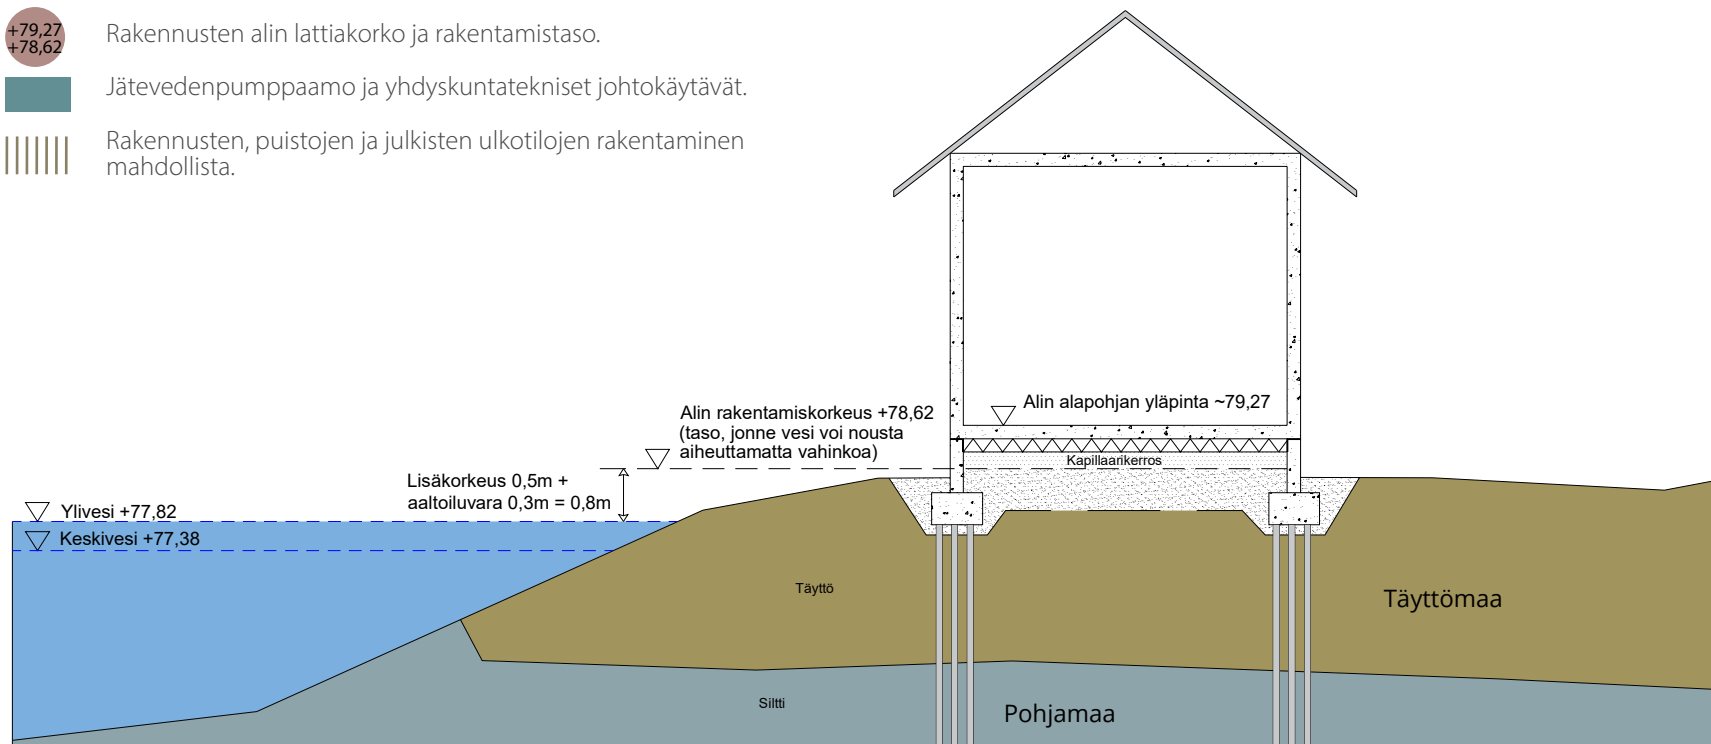 +79,27
+78,62
Rakennusten alin lattiakorko ja rakentamistaso.
Jätevedenpumppaamo ja yhdyskuntatekniset johtokäytävät.
Rakennusten, puistojen ja julkisten ulkotilojen rakentaminen
mahdollista.
Alin alapohjan yläpinta ~79,27
Alin rakentamiskorkeus +78,62
(taso, jonne vesi voi nousta
aiheuttamatta vahinkoa)
Kapillaarikerros
Lisäkorkeus 0,5m +
aaltoiluvara 0,3m = 0,8m
Ylivesi +77,82
Keskivesi +77,38
Täyttö
Täyttömaa
Siltti
Pohjamaa